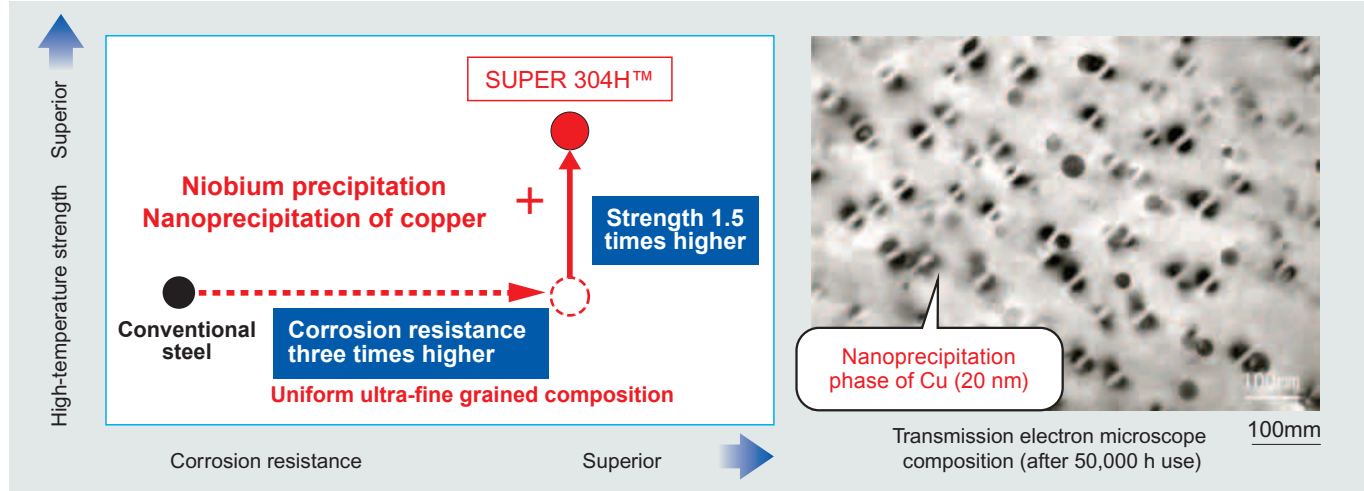 Superior
High-temperature strength
SUPER 304H™
Niobium precipitation
Nanoprecipitation of copper
+
Strength 1.5
times higher
Conventional
steel
Corrosion resistance
three times higher
Uniform ultra-fine grained composition
Corrosion resistance
Superior
Nanoprecipitation
phase of Cu (20 nm)
100nm
Transmission electron microscope
composition (after 50,000 h use)
100mm